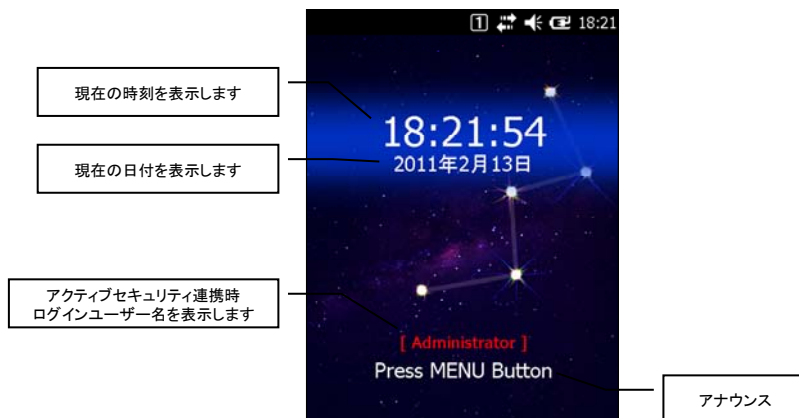 1 18:21
現在の時刻を表示します
18:21:54
2011年2月13日
現在の日付を表示します
アクティブセキュリティ連携時
ログインユーザー名を表示します
[ Administrator ]
Press MENU Button
アナウンス